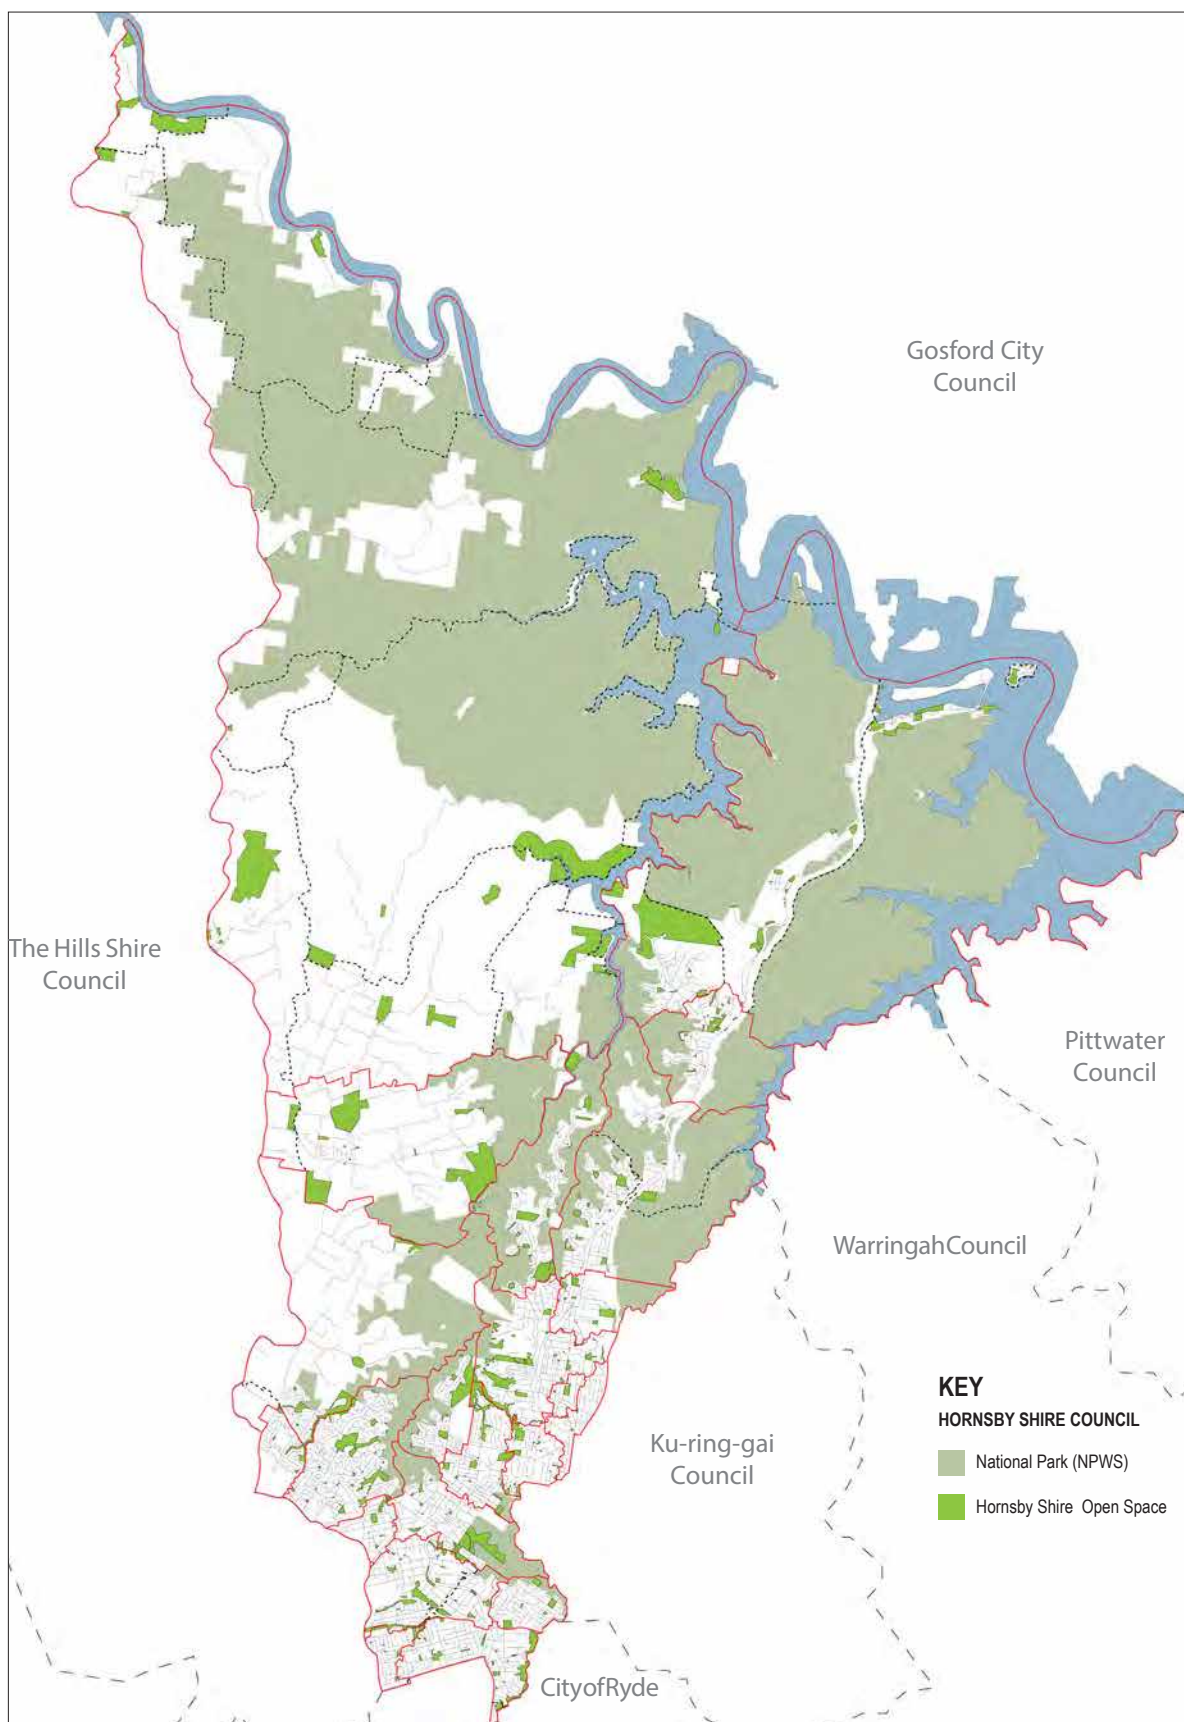 Gosford City
Council
The Hills Shire
Council
Pittwater
Council
WarringahCouncil
Ku-ring-gai
Council
CityofRyde
KEY
HORNSBY SHIRE COUNCIL
National Park (NPWS)
Hornsby Shire Open Space